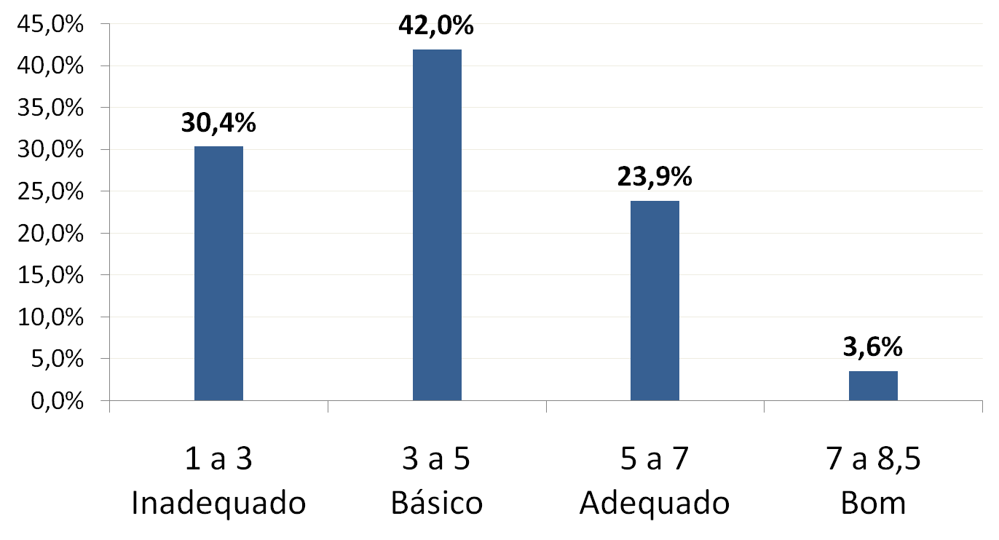 45,0%
40,0%
35,0%
30,0%
25,0%
20,0%
15,0%
10,0%
5,0%
0,0%
30,4%
42,0%
23,9%
3,6%
1 a 3
Inadequado
3 a 5
Básico
5 a 7
Adequado
7 a 8,5
Bom